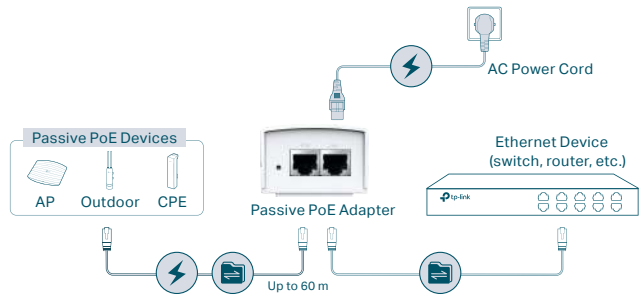 AC Power Cord
Passive PoE Devices
AP Outdoor CPE
Passive PoE Adapter
Ethernet Device
(switch, router, etc.)
tp-link
Up to 60 m